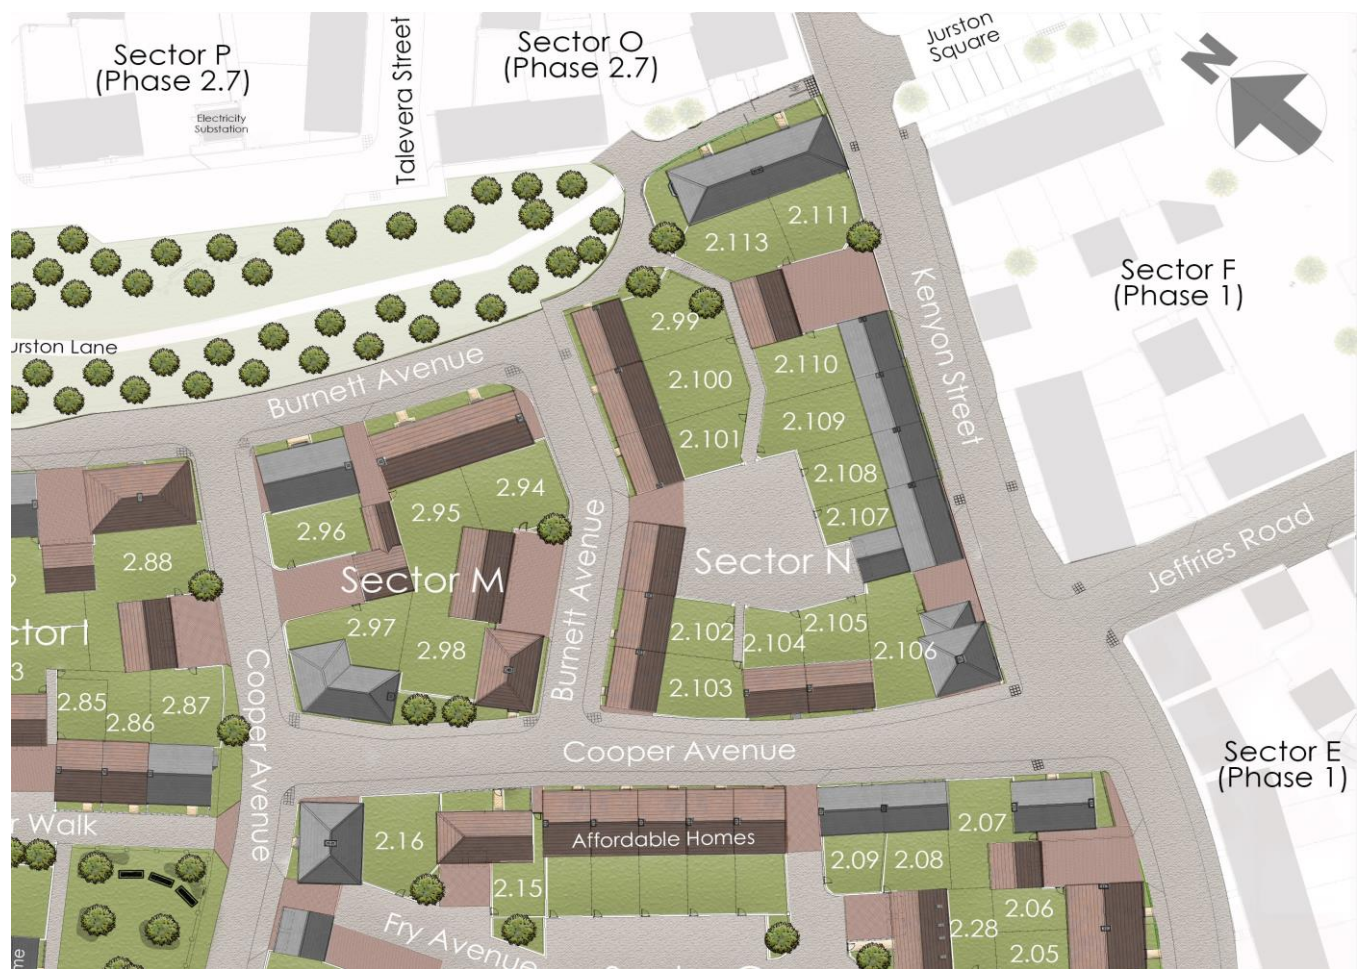 Sector P
(Phase 2.7)
Electricity
Substation
Talevera Street
Sector O
(Phase 2.7)
Jurston
Square
N
2.111
2.113
Kenyon Street
Sector F
(Phase 1)
2.99
2.100
2.101
2.110
2.109
2.108
2.107
urston Lane
Burnett Avenue
2.94
2.95
2.96
Sector M
2.97
2.98
Burnett Avenue
Sector N
2.102
2.103
2.104
2.105
2.106
Jeffries Road
2.88
ctor I
3
2.85
2.86
2.87
Cooper Avenue
Cooper Avenue
Sector E
(Phase 1)
r Walk
2.16
2.15
Affordable Homes
2.07
2.09
2.08
2.06
2.28
2.05
Fry Avenue
me